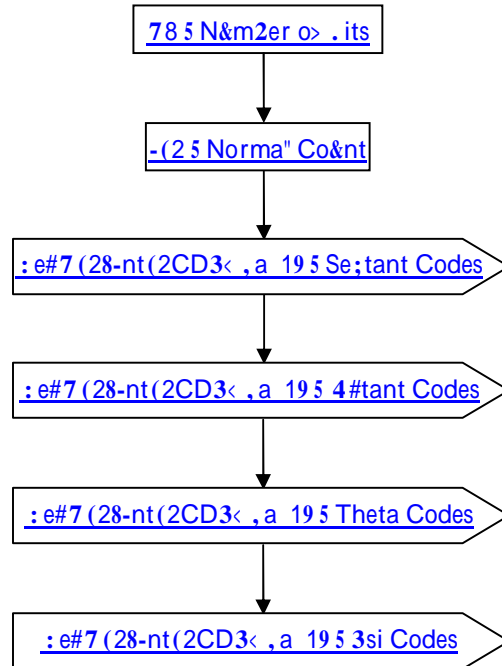 785 N&m2er o> . its
-(25 Norma" Co&nt
: e#7(28-nt(2CD3< , a 195 Se;tant Codes
: e#7(28-nt(2CD3< , a 195 4#tant Codes
: e#7(28-nt(2CD3< , a 195 Theta Codes
: e#7(28-nt(2CD3< , a 195 3si Codes